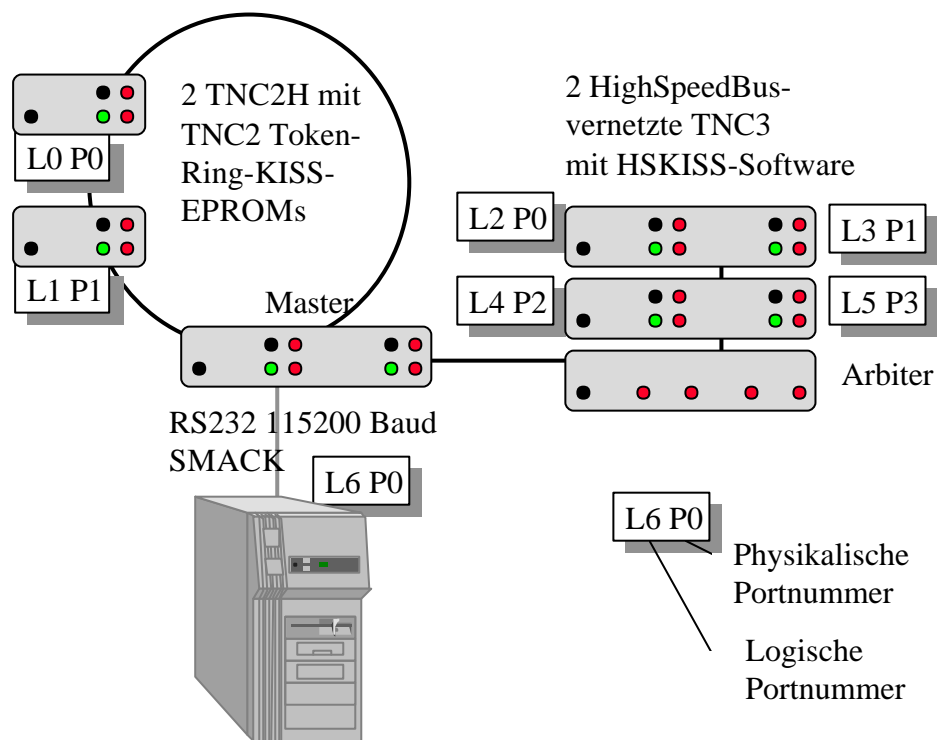 2 TNC2H mit
TNC2 Token-
Ring-KISS-
EPROMs
L0 P0
L1 P1
Master
2 HighSpeedBus-
vernetzte TNC3
mit HSKISS-Software
L2 P0
L3 P1
L4 P2
L5 P3
Arbiter
RS232 115200 Baud
SMACK
L6 P0
L6 P0
Physikalische
Portnummer
Logische
Portnummer